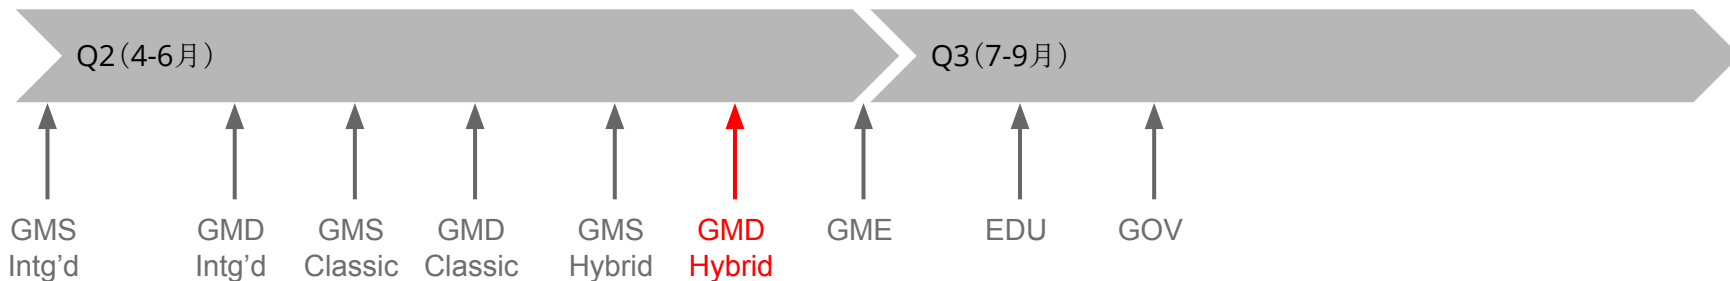 Q2（4-6月）
Q3（7-9月）
GMS
Intg’d
GMD
Intg’d
GMS
Classic
GMD
Classic
GMS
Hybrid
GMD
Hybrid
GME
EDU
GOV